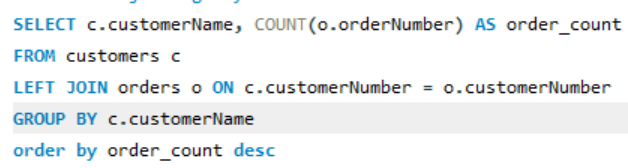 SELECT c.customerName, COUNT(o.orderNumber) AS order_count
FROM customers c
LEFT JOIN orders o ON c.customerNumber = o.customerNumber
GROUP BY c.customerName
order by order_count desc